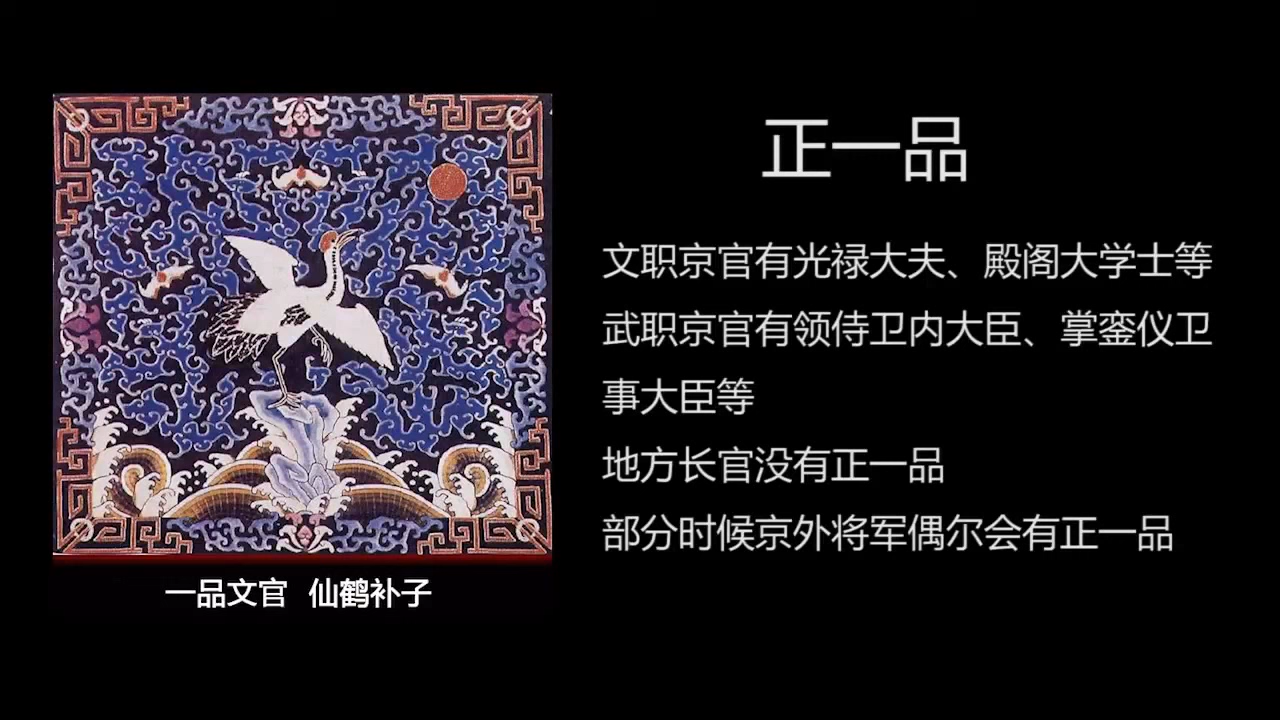 正一品
文职京官有光禄大夫、殿阁大学士等
武职京官有领侍卫内大臣、掌銮仪卫
事大臣等
地方长官没有正一品
部分时候京外将军偶尔会有正一品
一品文官 仙鹤补子